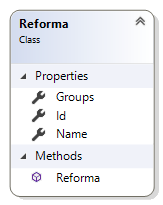 Reforma
Class
Properties
Groups
Id
Name
Methods
Reforma